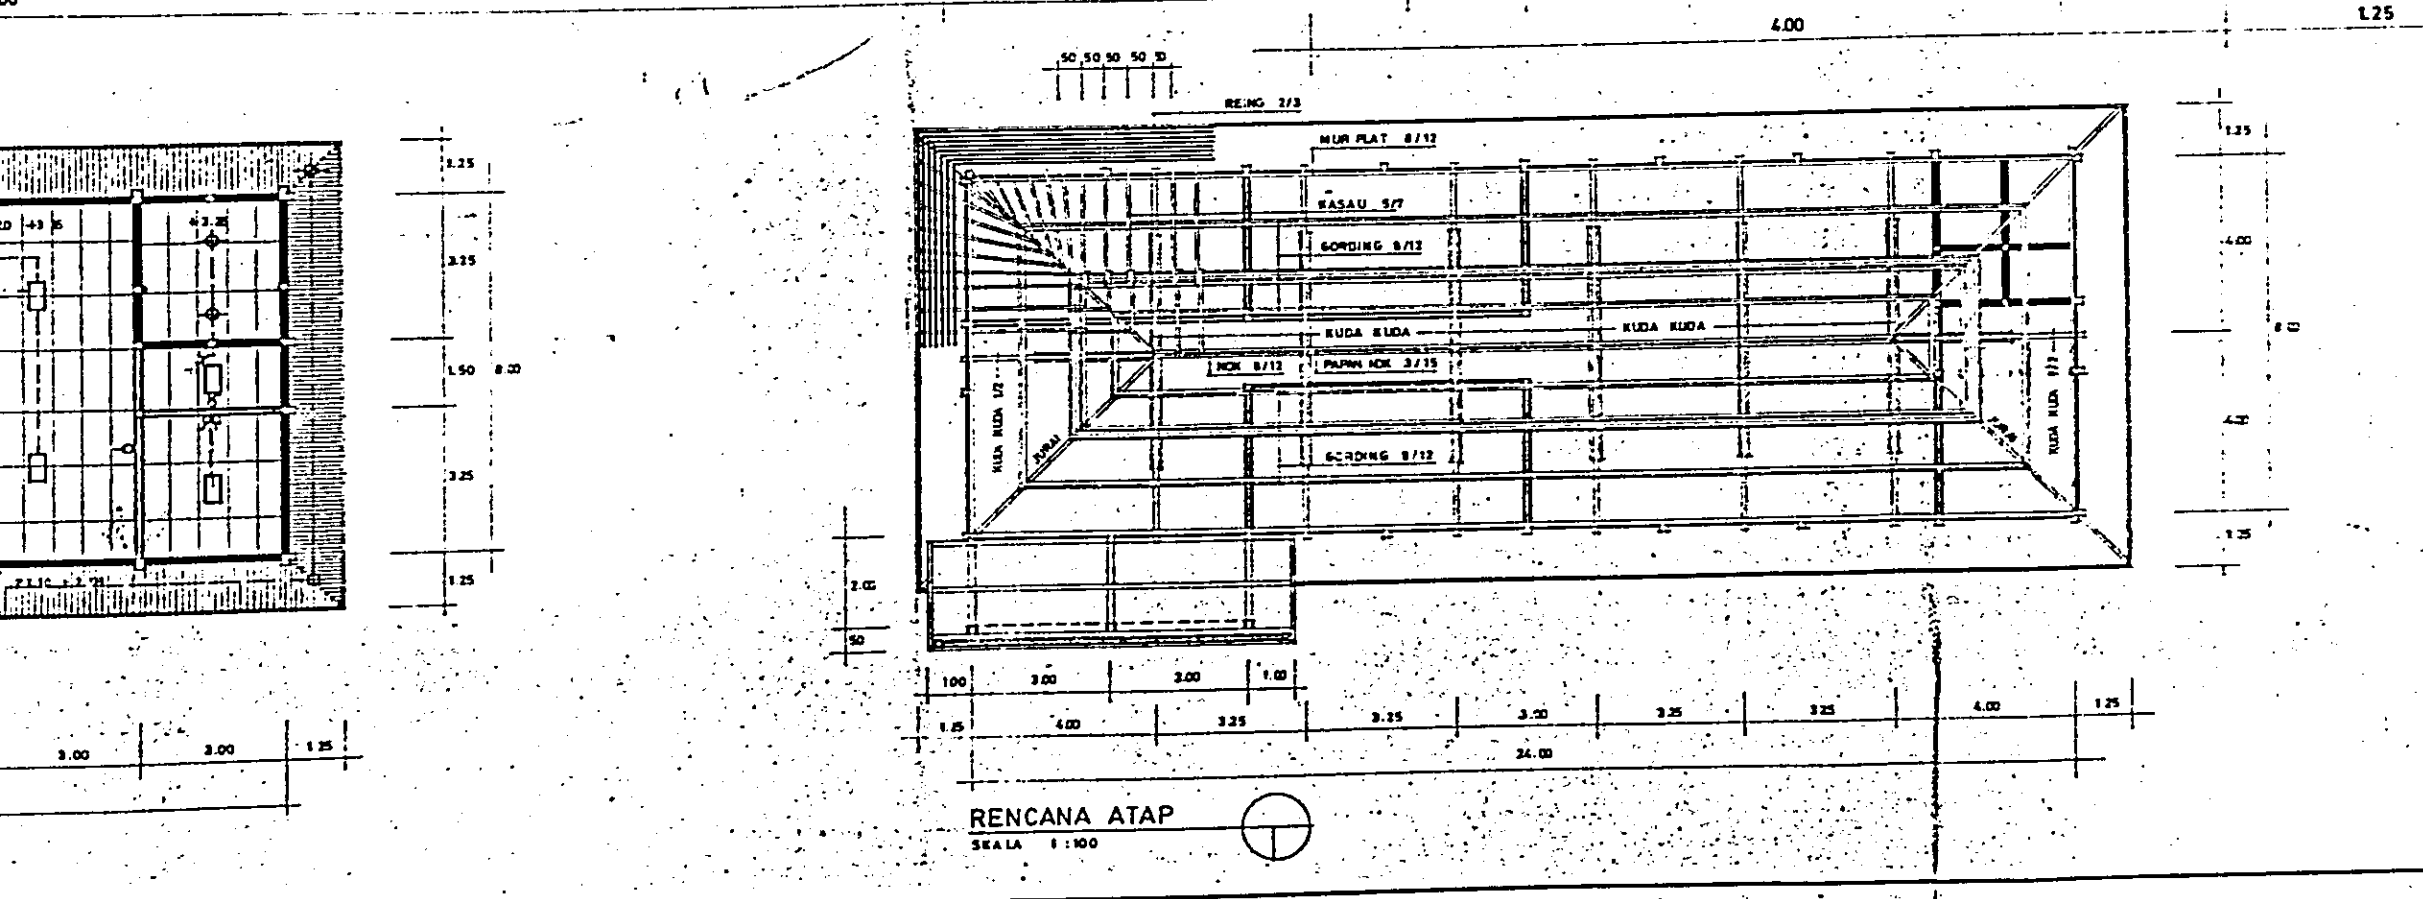 4.00
1.25
50 50 50 50 50
RENG 2/3
MUR PLAT 8/12
1.25
1.25
KASAU 5/7
+3.25
4.00
3.25
GORDING 8/12
KUDA KUDA
KUDA KUDA
8.00
1.50
8.00
NOK 8/12
PAPAN NOK 3/15
KUDA KUDA 1/2
JURAI
KUDA KUDA 1/2
4.00
GORDING 8/12
3.25
1.25
1.25
2.00
50
100
3.00
3.00
1.00
1.25
4.00
3.25
3.25
3.25
3.25
4.00
1.25
3.00
3.00
1.25
24.00
RENCANA ATAP
SKALA 1:100